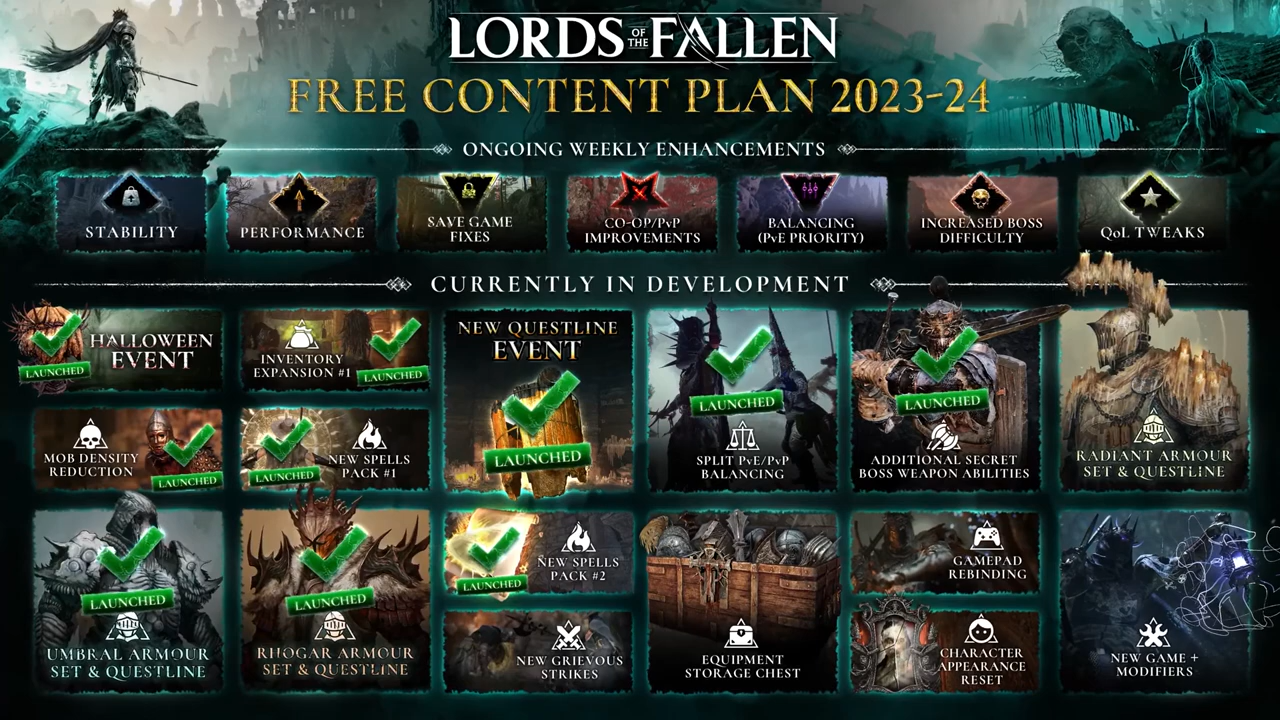 LORDS OF THE FALLEN
FREE CONTENT PLAN 2023-24
ONGOING WEEKLY ENHANCEMENTS
STABILITY
PERFORMANCE
SAVE GAME
FIXES
CO-OP/PvP
IMPROVEMENTS
BALANCING
(PvE PRIORITY)
INCREASED BOSS
DIFFICULTY
QoL TWEAKS
CURRENTLY IN DEVELOPMENT
HALLOWEEN
EVENT
LAUNCHED
INVENTORY
EXPANSION #1
LAUNCHED
NEW QUESTLINE
EVENT
LAUNCHED
LAUNCHED
SPLIT PvE/PvP
BALANCING
LAUNCHED
ADDITIONAL SECRET
BOSS WEAPON ABILITIES
RADIANT ARMOUR
SET & QUESTLINE
MOB DENSITY
REDUCTION
LAUNCHED
LAUNCHED
NEW SPELLS
PACK #1
LAUNCHED
UMBRAL ARMOUR
SET & QUESTLINE
LAUNCHED
RHOGAR ARMOUR
SET & QUESTLINE
LAUNCHED
NEW SPELLS
PACK #2
NEW GRIEVOUS
STRIKES
EQUIPMENT
STORAGE CHEST
GAMEPAD
REBINDING
CHARACTER
APPEARANCE
RESET
NEW GAME +
MODIFIERS